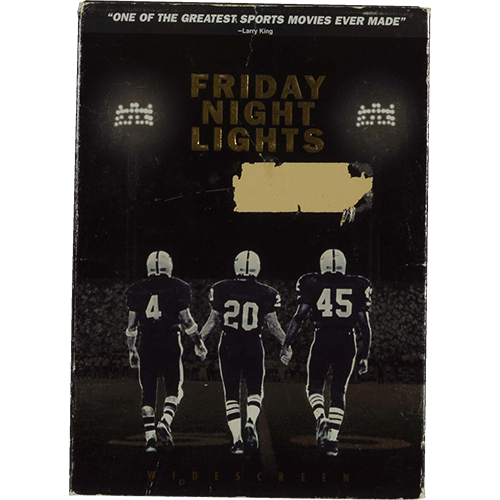 “ONE OF THE GREATEST SPORTS MOVIES EVER MADE”
–Larry King
FRIDAY
NIGHT
LIGHTS
4
20
45
WIDESCREEN